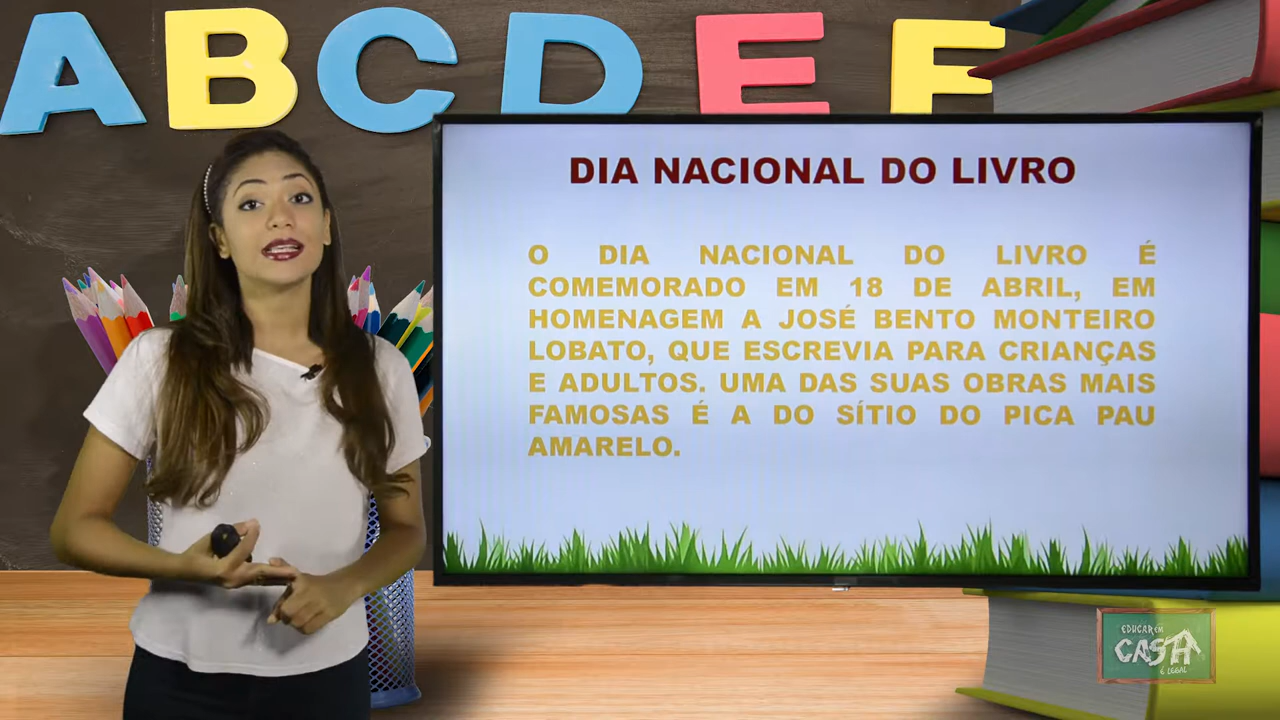 ABCDEF
DIA NACIONAL DO LIVRO
O DIA NACIONAL DO LIVRO É
COMEMORADO EM 18 DE ABRIL, EM
HOMENAGEM A JOSÉ BENTO MONTEIRO
LOBATO, QUE ESCREVIA PARA CRIANÇAS
E ADULTOS. UMA DAS SUAS OBRAS MAIS
FAMOSAS É A DO SÍTIO DO PICA PAU
AMARELO.
EDUCAR EM
CASA
É LEGAL